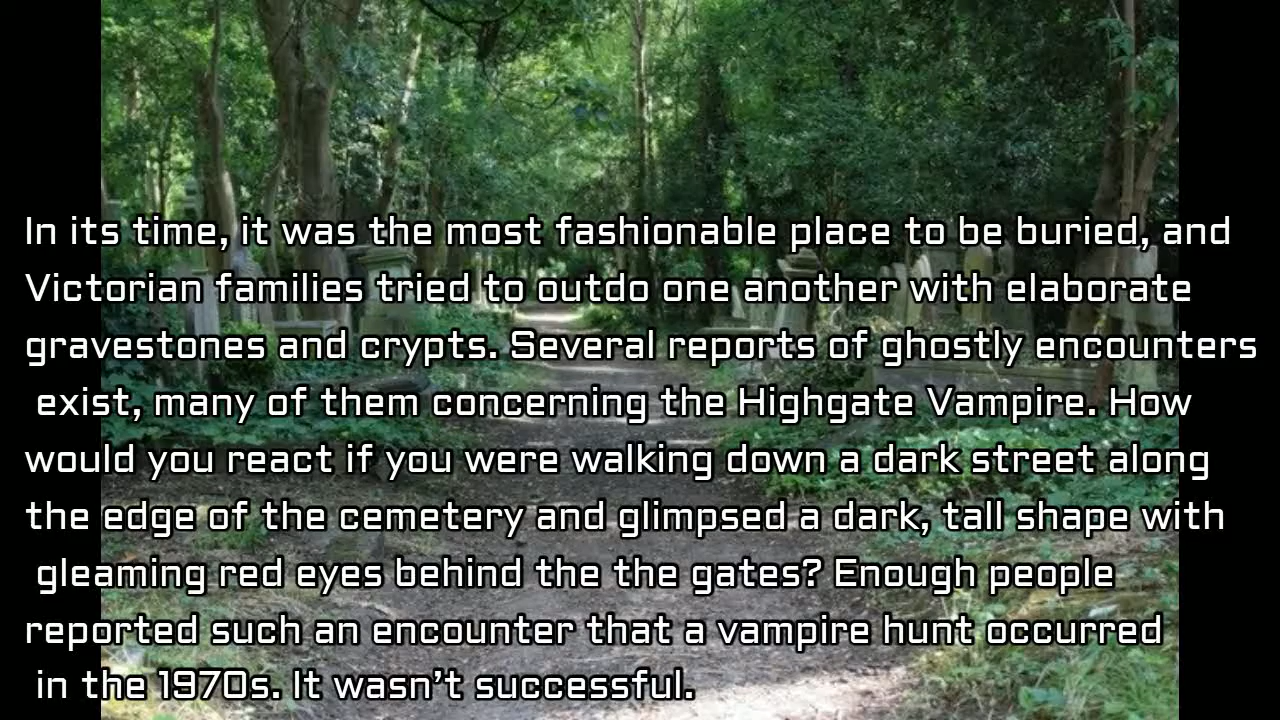 In its time, it was the most fashionable place to be buried, and
Victorian families tried to outdo one another with elaborate
gravestones and crypts. Several reports of ghostly encounters
exist, many of them concerning the Highgate Vampire. How
would you react if you were walking down a dark street along
the edge of the cemetery and glimpsed a dark, tall shape with
gleaming red eyes behind the the gates? Enough people
reported such an encounter that a vampire hunt occurred
in the 1970s. It wasn't successful.